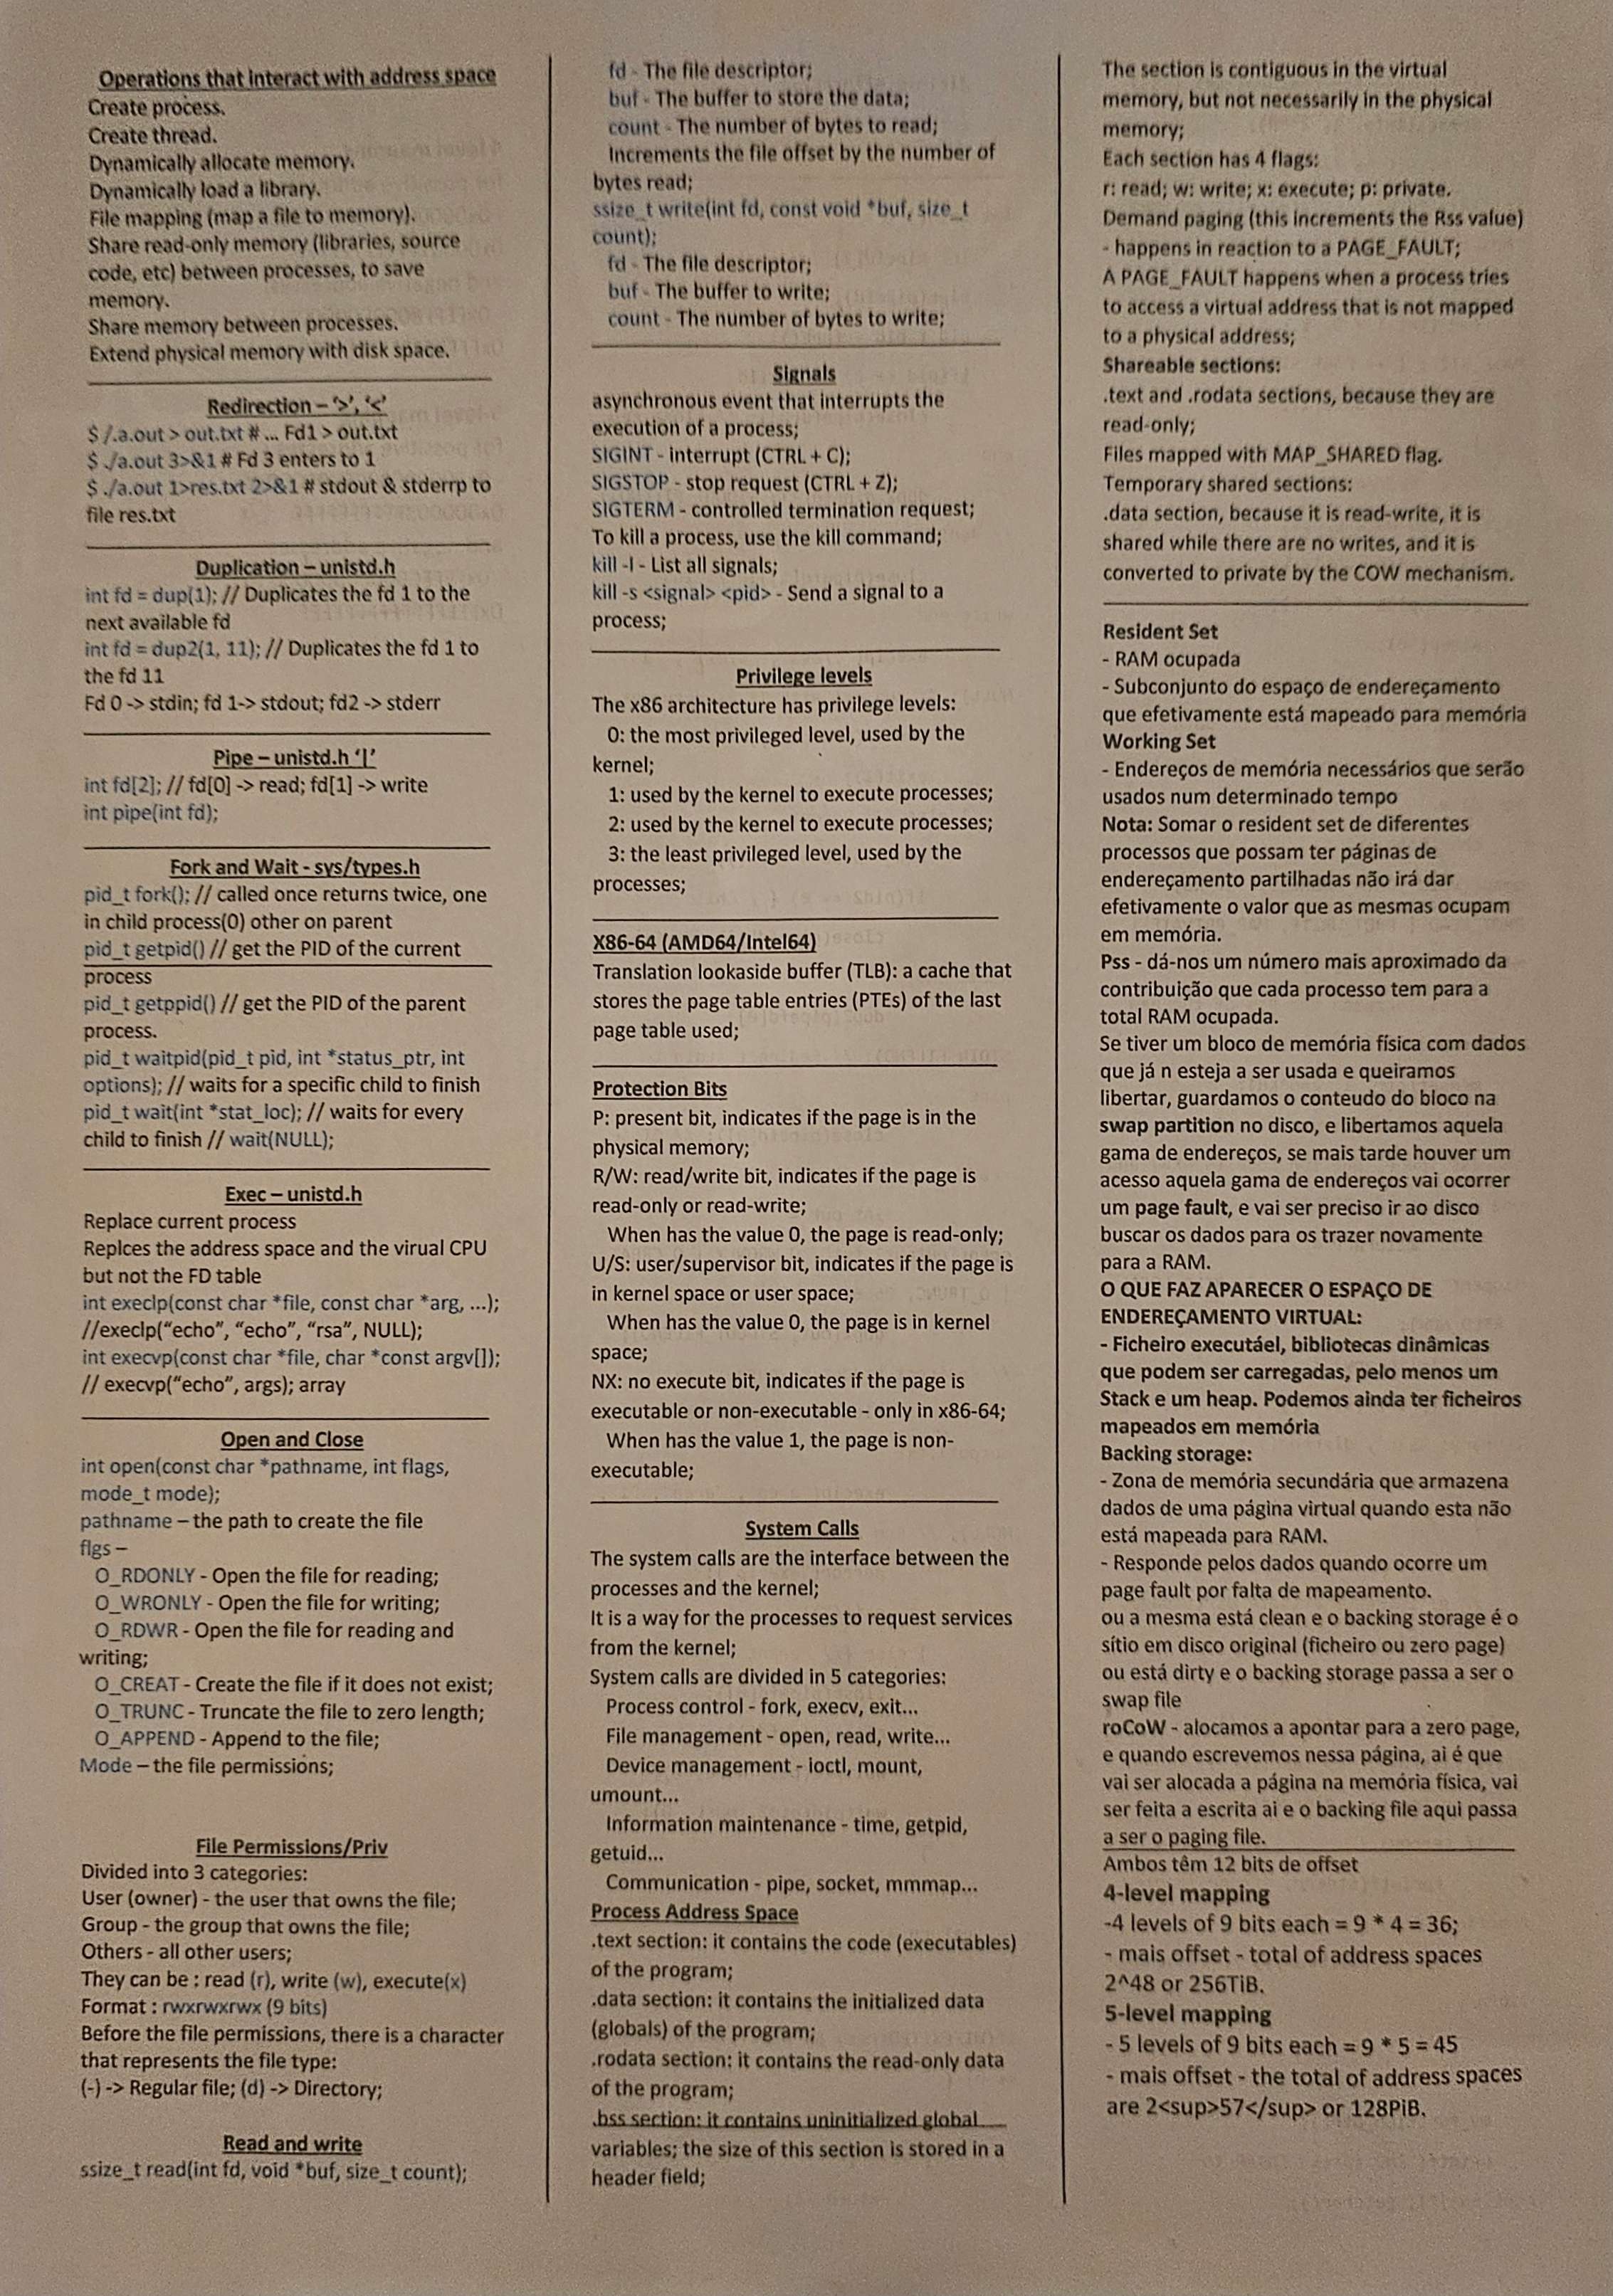 Operations that interact with address space
Create process.
Create thread.
Dynamically allocate memory.
Dynamically load a library.
File mapping (map a file to memory).
Share read-only memory (libraries, source
code, etc) between processes, to save
memory.
Share memory between processes.
Extend physical memory with disk space.
Redirection – ‘>’, ‘<’
$ /.a.out > out.txt # ... Fd1 > out.txt
$ ./a.out 3>&1 # Fd 3 enters to 1
$ ./a.out 1>res.txt 2>&1 # stdout & stderrp to
file res.txt
Duplication – unistd.h
int fd = dup(1); // Duplicates the fd 1 to the
next available fd
int fd = dup2(1, 11); // Duplicates the fd 1 to
the fd 11
Fd 0 -> stdin; fd 1-> stdout; fd2 -> stderr
Pipe – unistd.h ‘|’
int fd[2]; // fd[0] -> read; fd[1] -> write
int pipe(int fd);
Fork and Wait - sys/types.h
pid_t fork(); // called once returns twice, one
in child process(0) other on parent
pid_t getpid() // get the PID of the current
process
pid_t getppid() // get the PID of the parent
process.
pid_t waitpid(pid_t pid, int *status_ptr, int
options); // waits for a specific child to finish
pid_t wait(int *stat_loc); // waits for every
child to finish // wait(NULL);
Exec – unistd.h
Replace current process
Replces the address space and the virual CPU
but not the FD table
int execlp(const char *file, const char *arg, ...);
//execlp(“echo”, “echo”, “rsa”, NULL);
int execvp(const char *file, char *const argv[]);
// execvp(“echo”, args); array
Open and Close
int open(const char *pathname, int flags,
mode_t mode);
pathname – the path to create the file
flgs –
O_RDONLY - Open the file for reading;
O_WRONLY - Open the file for writing;
O_RDWR - Open the file for reading and
writing;
O_CREAT - Create the file if it does not exist;
O_TRUNC - Truncate the file to zero length;
O_APPEND - Append to the file;
Mode – the file permissions;
File Permissions/Priv
Divided into 3 categories:
User (owner) - the user that owns the file;
Group - the group that owns the file;
Others - all other users;
They can be : read (r), write (w), execute(x)
Format : rwxrwxrwx (9 bits)
Before the file permissions, there is a character
that represents the file type:
(-) -> Regular file; (d) -> Directory;
Read and write
ssize_t read(int fd, void *buf, size_t count);
fd - The file descriptor;
buf - The buffer to store the data;
count - The number of bytes to read;
Increments the file offset by the number of
bytes read;
ssize_t write(int fd, const void *buf, size_t
count);
fd - The file descriptor;
buf - The buffer to write;
count - The number of bytes to write;
Signals
asynchronous event that interrupts the
execution of a process;
SIGINT - interrupt (CTRL + C);
SIGSTOP - stop request (CTRL + Z);
SIGTERM - controlled termination request;
To kill a process, use the kill command;
kill -l - List all signals;
kill -s <signal> <pid> - Send a signal to a
process;
Privilege levels
The x86 architecture has privilege levels:
0: the most privileged level, used by the
kernel;
1: used by the kernel to execute processes;
2: used by the kernel to execute processes;
3: the least privileged level, used by the
processes;
X86-64 (AMD64/Intel64)
Translation lookaside buffer (TLB): a cache that
stores the page table entries (PTEs) of the last
page table used;
Protection Bits
P: present bit, indicates if the page is in the
physical memory;
R/W: read/write bit, indicates if the page is
read-only or read-write;
When has the value 0, the page is read-only;
U/S: user/supervisor bit, indicates if the page is
in kernel space or user space;
When has the value 0, the page is in kernel
space;
NX: no execute bit, indicates if the page is
executable or non-executable - only in x86-64;
When has the value 1, the page is non-
executable;
System Calls
The system calls are the interface between the
processes and the kernel;
It is a way for the processes to request services
from the kernel;
System calls are divided in 5 categories:
Process control - fork, execv, exit...
File management - open, read, write...
Device management - ioctl, mount,
umount...
Information maintenance - time, getpid,
getuid...
Communication - pipe, socket, mmmap...
Process Address Space
.text section: it contains the code (executables)
of the program;
.data section: it contains the initialized data
(globals) of the program;
.rodata section: it contains the read-only data
of the program;
.bss section: it contains uninitialized global
variables; the size of this section is stored in a
header field;
The section is contiguous in the virtual
memory, but not necessarily in the physical
memory;
Each section has 4 flags:
r: read; w: write; x: execute; p: private.
Demand paging (this increments the Rss value)
- happens in reaction to a PAGE_FAULT;
A PAGE_FAULT happens when a process tries
to access a virtual address that is not mapped
to a physical address;
Shareable sections:
.text and .rodata sections, because they are
read-only;
Files mapped with MAP_SHARED flag.
Temporary shared sections:
.data section, because it is read-write, it is
shared while there are no writes, and it is
converted to private by the COW mechanism.
Resident Set
- RAM ocupada
- Subconjunto do espaço de endereçamento
que efetivamente está mapeado para memória
Working Set
- Endereços de memória necessários que serão
usados num determinado tempo
Nota: Somar o resident set de diferentes
processos que possam ter páginas de
endereçamento partilhadas não irá dar
efetivamente o valor que as mesmas ocupam
em memória.
Pss - dá-nos um número mais aproximado da
contribuição que cada processo tem para a
total RAM ocupada.
Se tiver um bloco de memória física com dados
que já n esteja a ser usada e queiramos
libertar, guardamos o conteudo do bloco na
swap partition no disco, e libertamos aquela
gama de endereços, se mais tarde houver um
acesso aquela gama de endereços vai ocorrer
um page fault, e vai ser preciso ir ao disco
buscar os dados para os trazer novamente
para a RAM.
O QUE FAZ APARECER O ESPAÇO DE
ENDEREÇAMENTO VIRTUAL:
- Ficheiro executáel, bibliotecas dinâmicas
que podem ser carregadas, pelo menos um
Stack e um heap. Podemos ainda ter ficheiros
mapeados em memória
Backing storage:
- Zona de memória secundária que armazena
dados de uma página virtual quando esta não
está mapeada para RAM.
- Responde pelos dados quando ocorre um
page fault por falta de mapeamento.
ou a mesma está clean e o backing storage é o
sítio em disco original (ficheiro ou zero page)
ou está dirty e o backing storage passa a ser o
swap file
roCoW - alocamos a apontar para a zero page,
e quando escrevemos nessa página, ai é que
vai ser alocada a página na memória física, vai
ser feita a escrita ai e o backing file aqui passa
a ser o paging file.
Ambos têm 12 bits de offset
4-level mapping
-4 levels of 9 bits each = 9 * 4 = 36;
- mais offset - total of address spaces
2^48 or 256TiB.
5-level mapping
- 5 levels of 9 bits each = 9 * 5 = 45
- mais offset - the total of address spaces
are 2<sup>57</sup> or 128PiB.